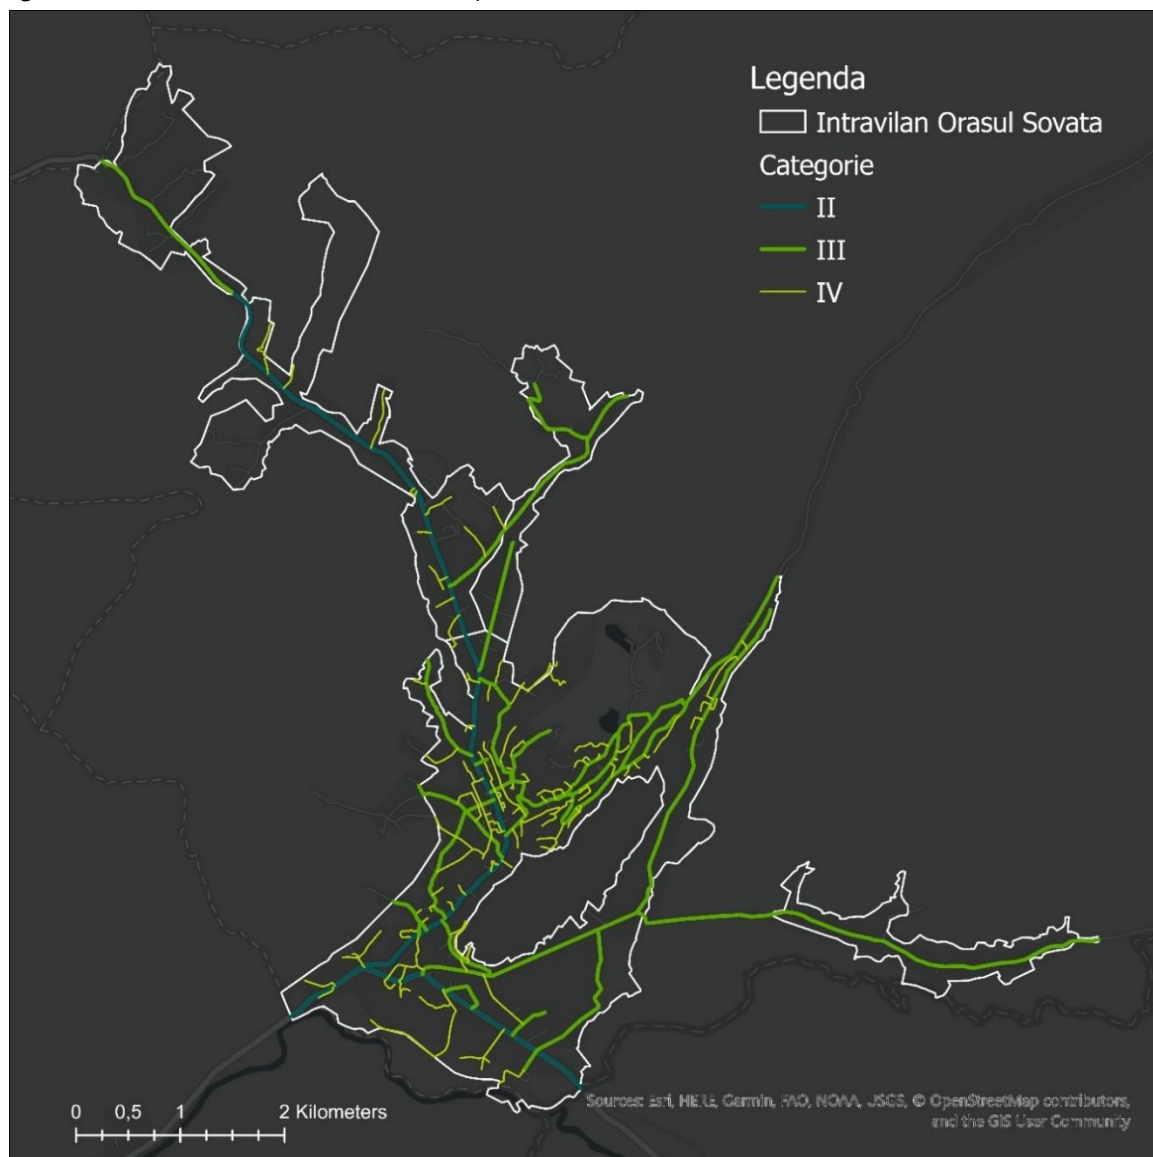 Legenda
Intravilan Orasul Sovata
Categorie
II
III
IV
0 0,5 1 2 Kilometers
Sources: Esri, HERE, Garmin, FAO, NOAA, USGS, © OpenStreetMap contributors,
and the GIS User Community